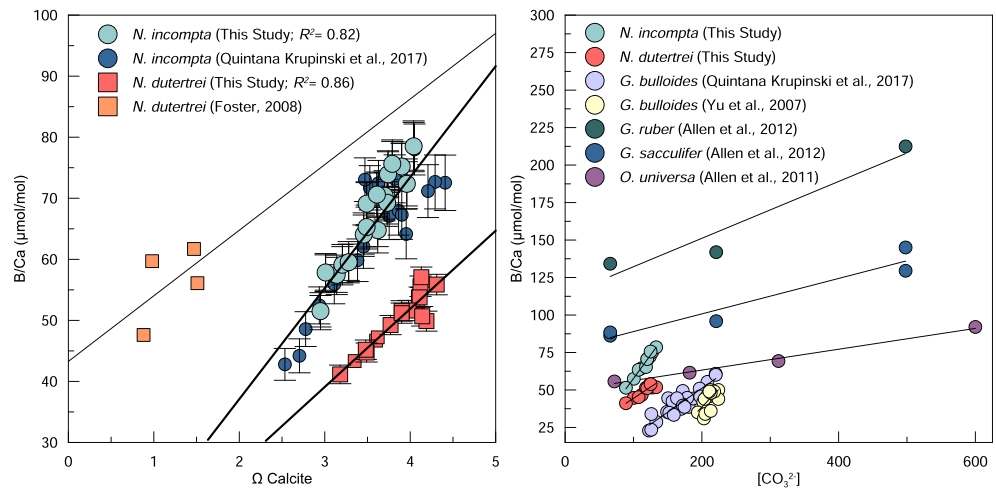 N. incompta (This Study; R²= 0.82)
N. incompta (Quintana Krupinski et al., 2017)
N. dutertrei (This Study; R²= 0.86)
N. dutertrei (Foster, 2008)
100
90
80
70
60
50
40
30
B/Ca (µmol/mol)
0
1
2
3
4
5
Ω Calcite
N. incompta (This Study)
N. dutertrei (This Study)
G. bulloides (Quintana Krupinski et al., 2017)
G. bulloides (Yu et al., 2007)
G. ruber (Allen et al., 2012)
G. sacculifer (Allen et al., 2012)
O. universa (Allen et al., 2011)
300
275
250
225
200
175
150
125
100
75
50
25
B/Ca (µmol/mol)
0
200
400
600
[CO₃²⁻]